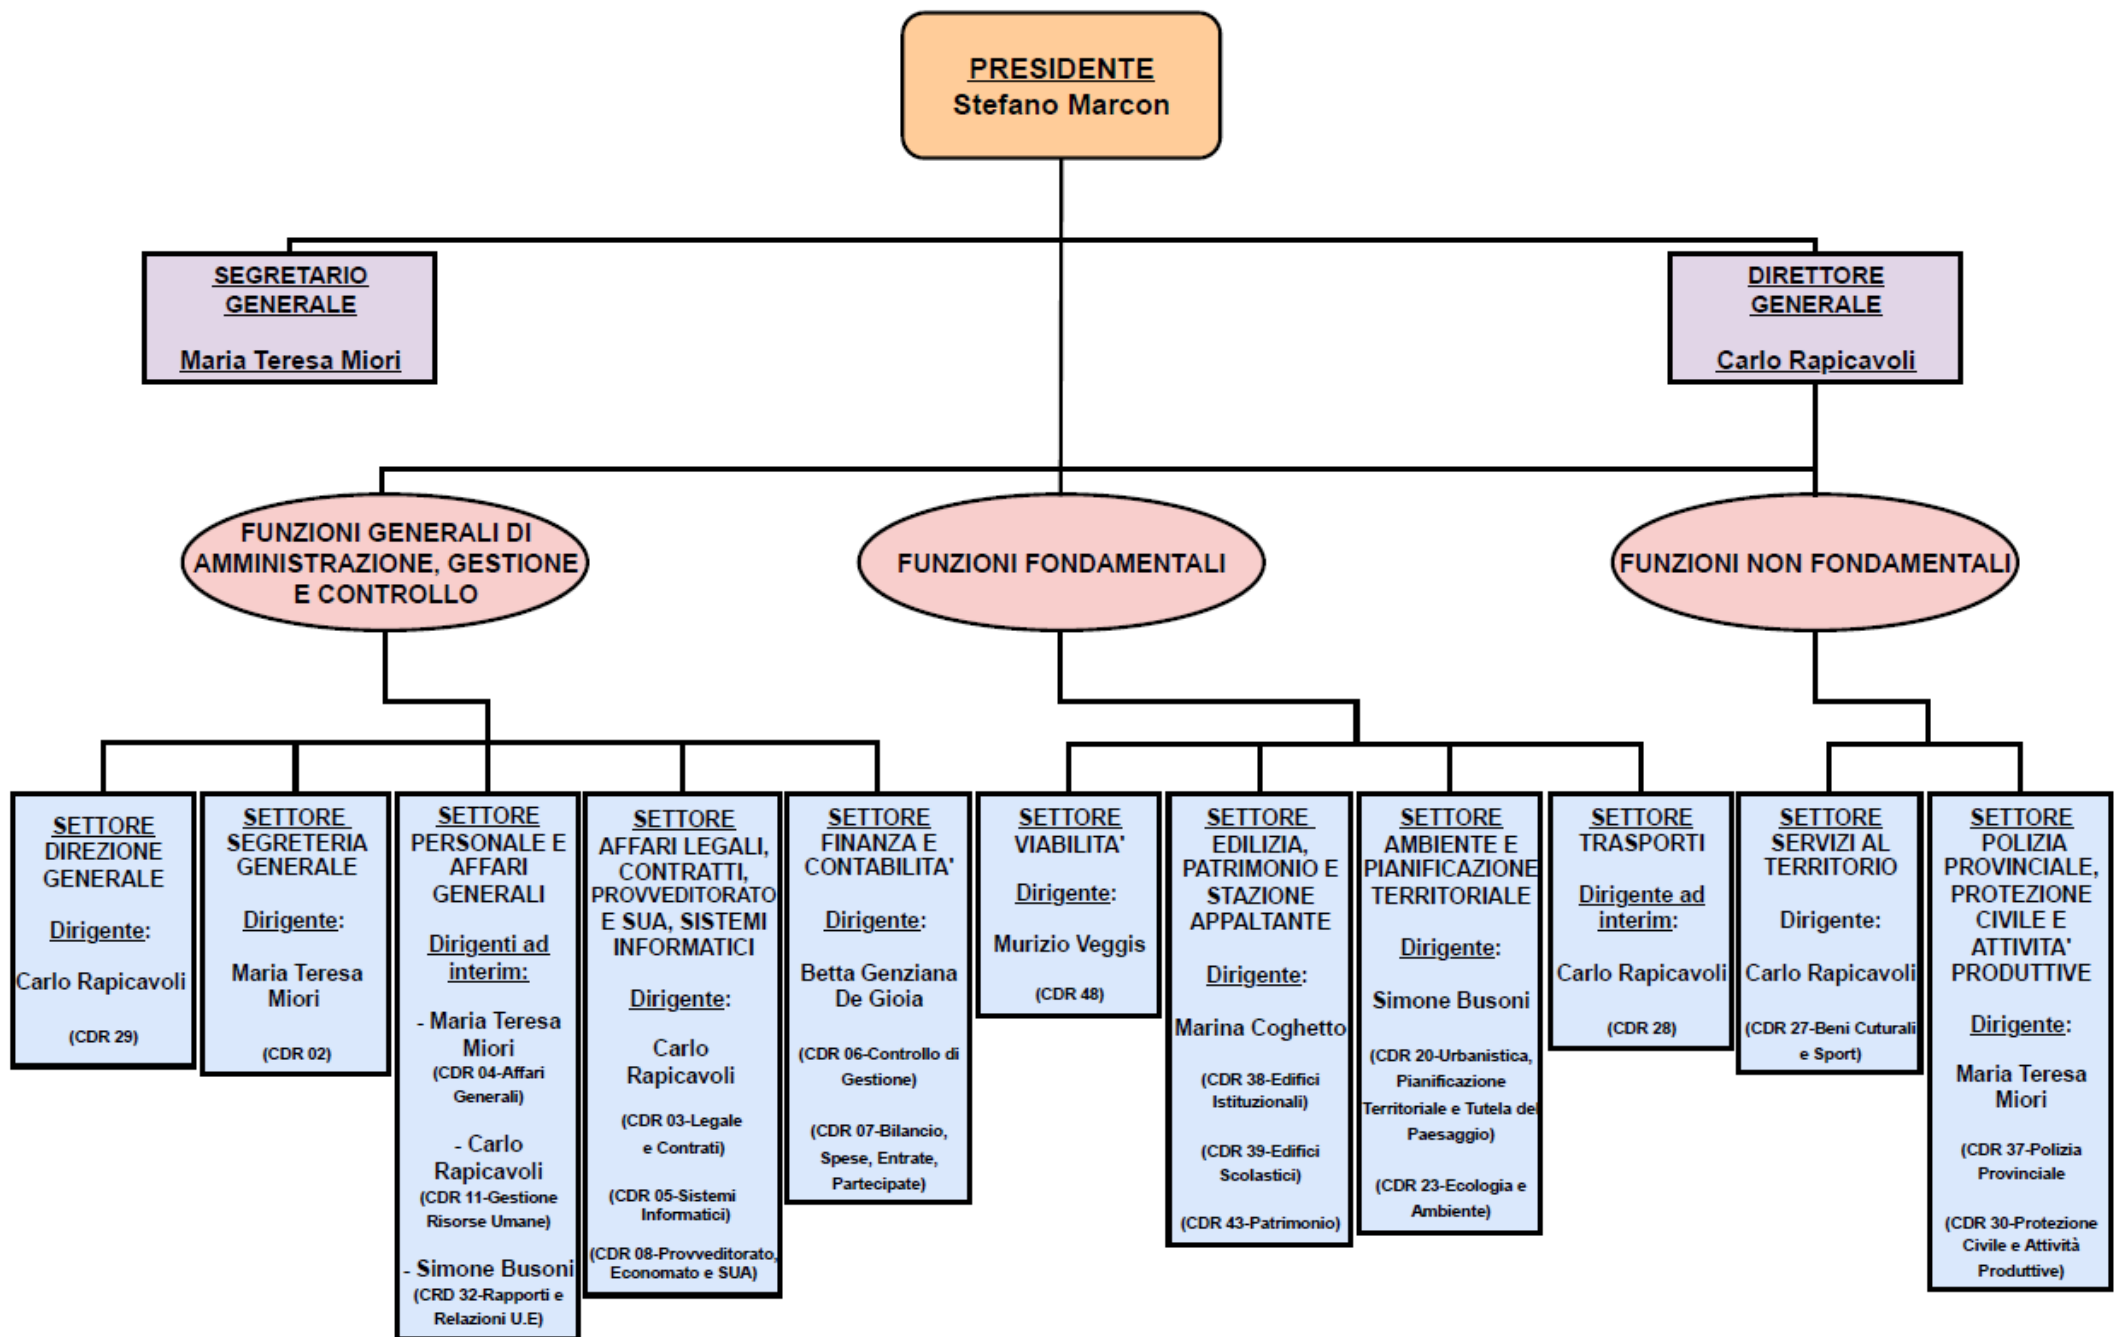 PRESIDENTE
Stefano Marcon
SEGRETARIO
GENERALE
Maria Teresa Miori
DIRETTORE
GENERALE
Carlo Rapicavoli
FUNZIONI GENERALI DI
AMMINISTRAZIONE, GESTIONE
E CONTROLLO
FUNZIONI FONDAMENTALI
FUNZIONI NON FONDAMENTALI
SETTORE
DIREZIONE
GENERALE
Dirigente:
Carlo Rapicavoli
(CDR 29)
SETTORE
SEGRETERIA
GENERALE
Dirigente:
Maria Teresa
Miori
(CDR 02)
SETTORE
PERSONALE E
AFFARI
GENERALI
Dirigenti ad
interim:
- Maria Teresa
Miori
(CDR 04-Affari
Generali)
- Carlo
Rapicavoli
(CDR 11-Gestione
Risorse Umane)
- Simone Busoni
(CRD 32-Rapporti e
Relazioni U.E)
SETTORE
AFFARI LEGALI,
CONTRATTI,
PROVVEDITORATO
E SUA, SISTEMI
INFORMATICI
Dirigente:
Carlo
Rapicavoli
(CDR 03-Legale
e Contrati)
(CDR 05-Sistemi
Informatici)
(CDR 08-Provveditorato,
Economato e SUA)
SETTORE
FINANZA E
CONTABILITA'
Dirigente:
Betta Genziana
De Gioia
(CDR 06-Controllo di
Gestione)
(CDR 07-Bilancio,
Spese, Entrate,
Partecipate)
SETTORE
VIABILITA'
Dirigente:
Murizio Veggis
(CDR 48)
SETTORE
EDILIZIA,
PATRIMONIO E
STAZIONE
APPALTANTE
Dirigente:
Marina Coghetto
(CDR 38-Edifici
Istituzionali)
(CDR 39-Edifici
Scolastici)
(CDR 43-Patrimonio)
SETTORE
AMBIENTE E
PIANIFICAZIONE
TERRITORIALE
Dirigente:
Simone Busoni
(CDR 20-Urbanistica,
Pianificazione
Territoriale e Tutela del
Paesaggio)
(CDR 23-Ecologia e
Ambiente)
SETTORE
TRASPORTI
Dirigente ad
interim:
Carlo Rapicavoli
(CDR 28)
SETTORE
SERVIZI AL
TERRITORIO
Dirigente:
Carlo Rapicavoli
(CDR 27-Beni Cuturali
e Sport)
SETTORE
POLIZIA
PROVINCIALE,
PROTEZIONE
CIVILE E
ATTIVITA'
PRODUTTIVE
Dirigente:
Maria Teresa
Miori
(CDR 37-Polizia
Provinciale
(CDR 30-Protezione
Civile e Attività
Produttive)